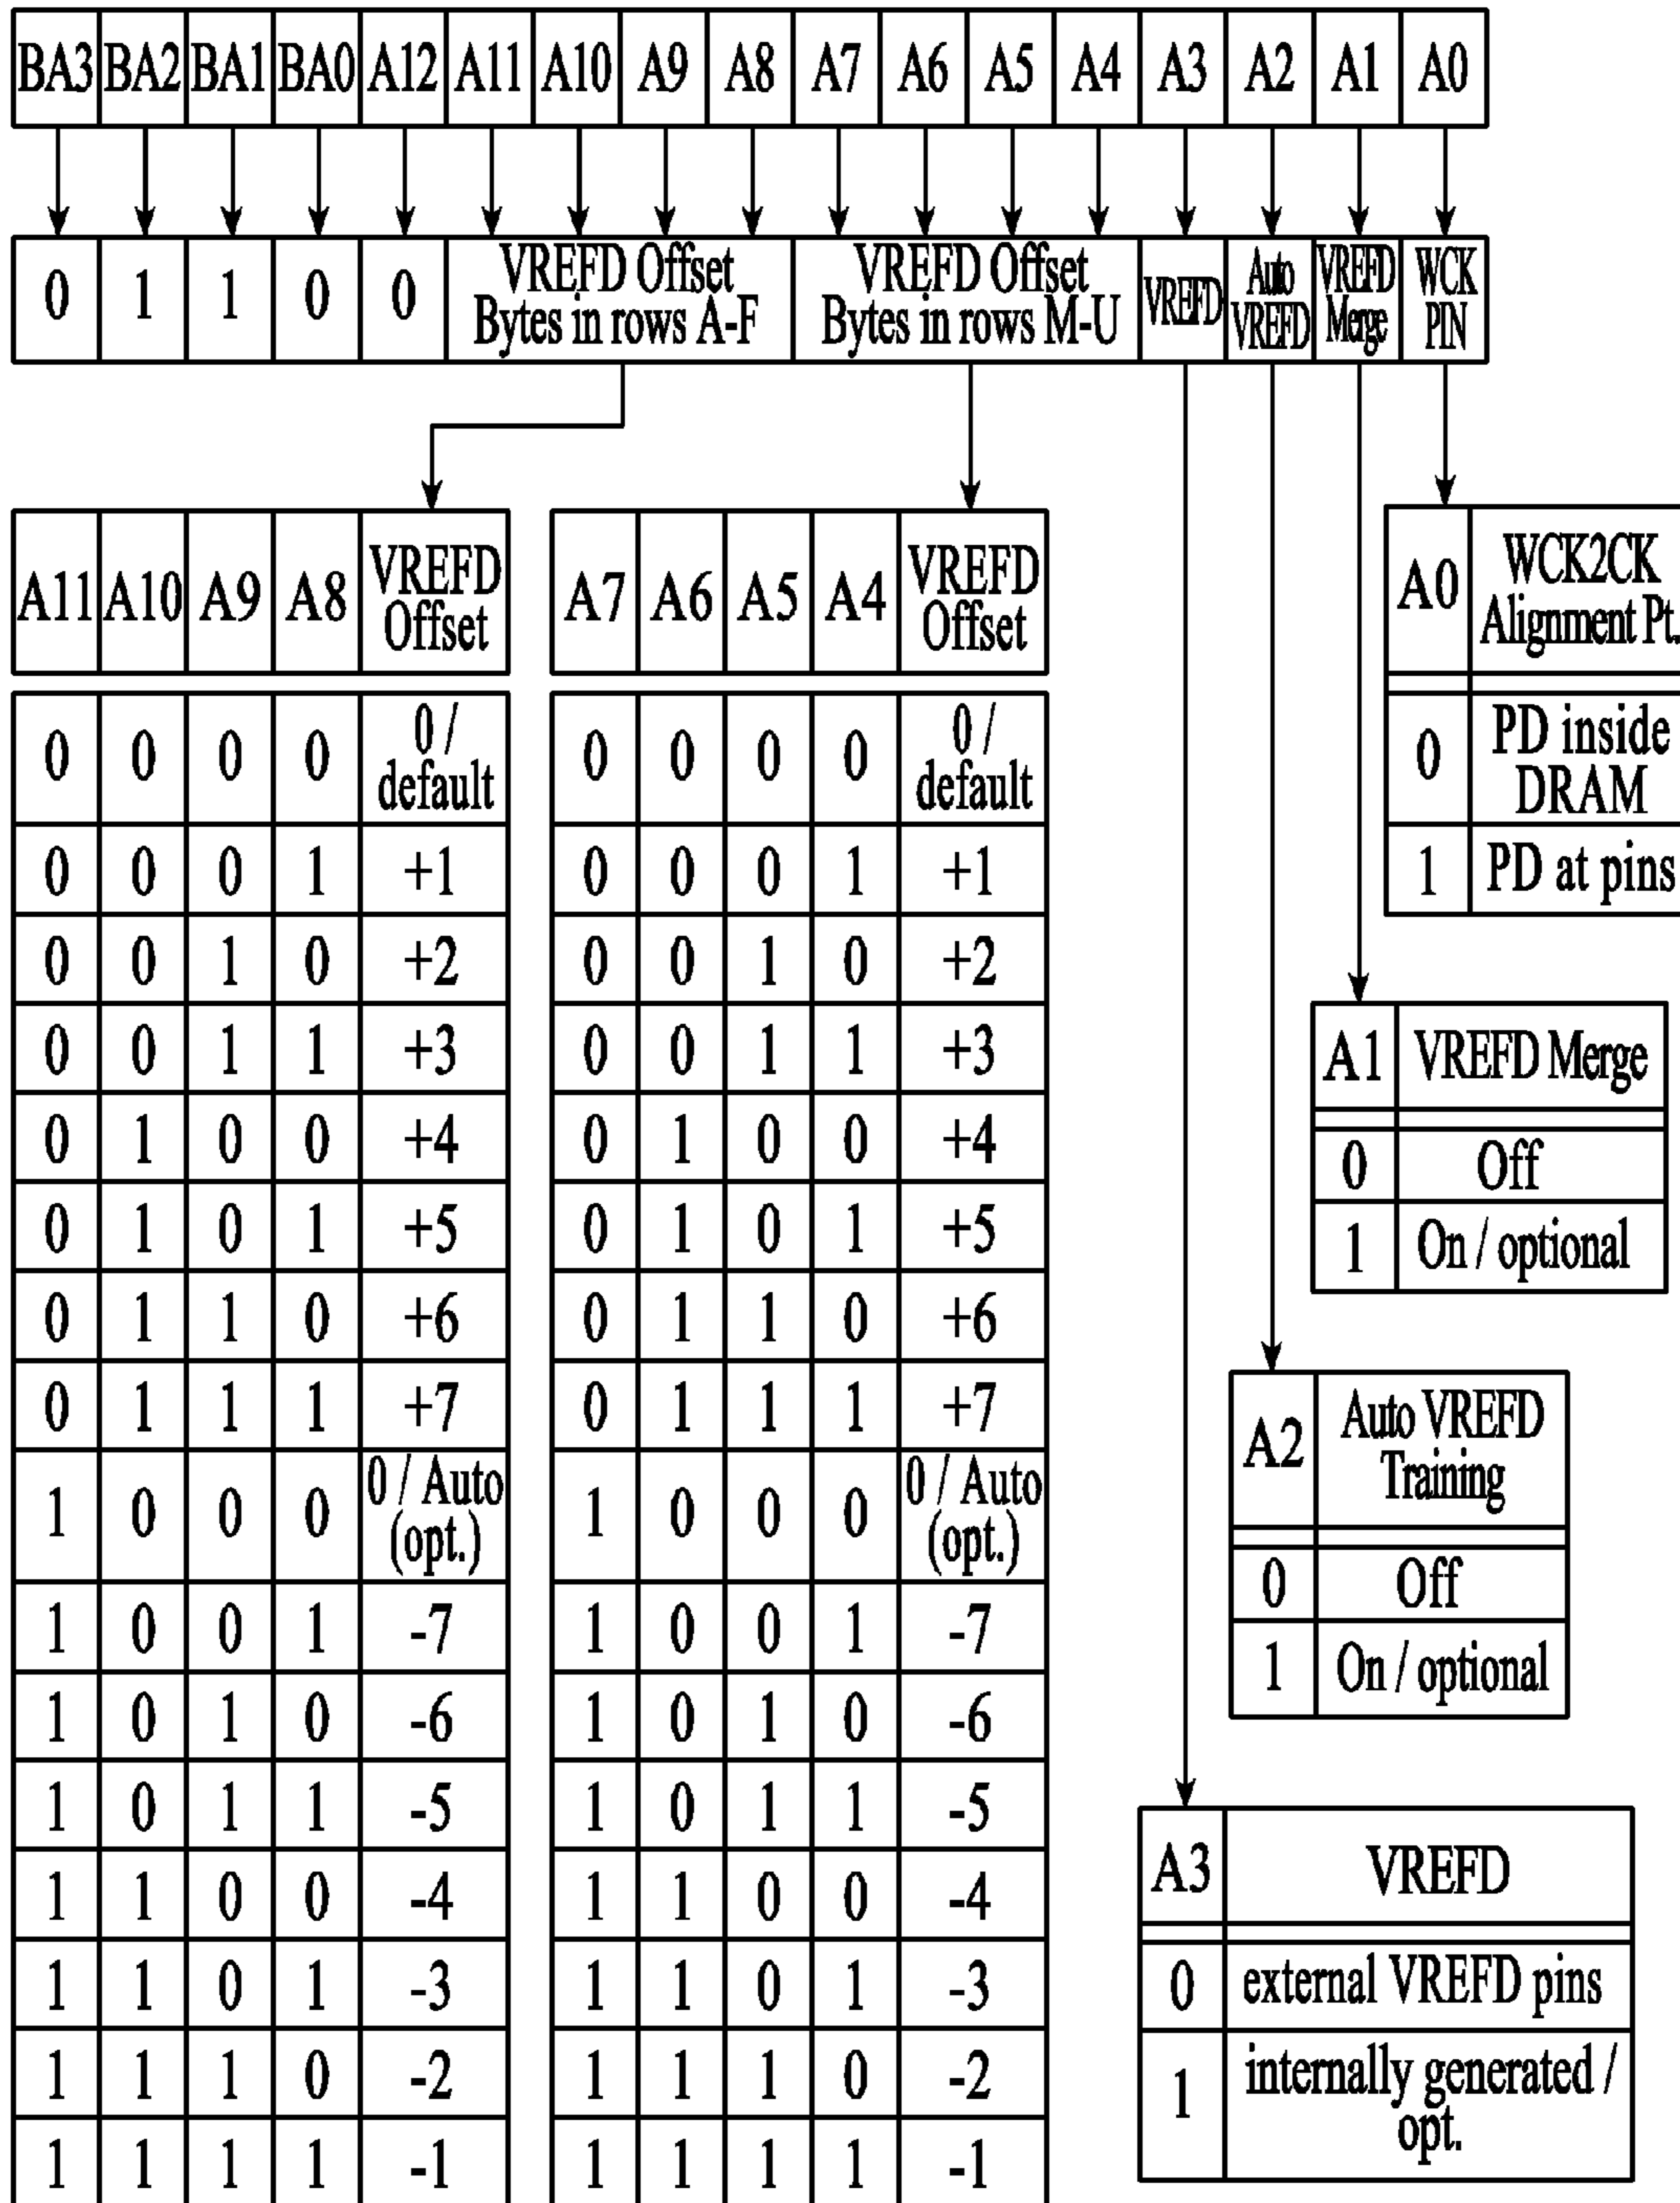 BA3 BA2 BA1 BA0 A12 A11 A10 A9 A8 A7 A6 A5 A4 A3 A2 A1 A0
0 1 1 0 0
VREFD Offset
Bytes in rows A-F
VREFD Offset
Bytes in rows M-U
VREFD
Auto
VREFD
VREFD
Merge
WCK
PIN
A11 A10 A9 A8 VREFD
Offset
0 0 0 0 0 /
default
0 0 0 1 +1
0 0 1 0 +2
0 0 1 1 +3
0 1 0 0 +4
0 1 0 1 +5
0 1 1 0 +6
0 1 1 1 +7
1 0 0 0 0 / Auto
(opt.)
1 0 0 1 -7
1 0 1 0 -6
1 0 1 1 -5
1 1 0 0 -4
1 1 0 1 -3
1 1 1 0 -2
1 1 1 1 -1
A7 A6 A5 A4 VREFD
Offset
0 0 0 0 0 /
default
0 0 0 1 +1
0 0 1 0 +2
0 0 1 1 +3
0 1 0 0 +4
0 1 0 1 +5
0 1 1 0 +6
0 1 1 1 +7
1 0 0 0 0 / Auto
(opt.)
1 0 0 1 -7
1 0 1 0 -6
1 0 1 1 -5
1 1 0 0 -4
1 1 0 1 -3
1 1 1 0 -2
1 1 1 1 -1
A0 WCK2CK
Alignment Pt.
0 PD inside
DRAM
1 PD at pins
A1 VREFD Merge
0 Off
1 On / optional
A2 Auto VREFD
Training
0 Off
1 On / optional
A3 VREFD
0 external VREFD pins
1 internally generated /
opt.